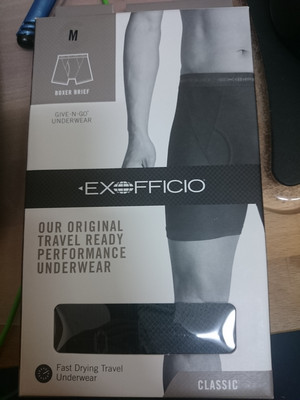 M
BOXER BRIEF
GIVE-N-GO®
UNDERWEAR
EXOFFICIO
OUR ORIGINAL
TRAVEL READY
PERFORMANCE
UNDERWEAR
Fast Drying Travel
Underwear
CLASSIC